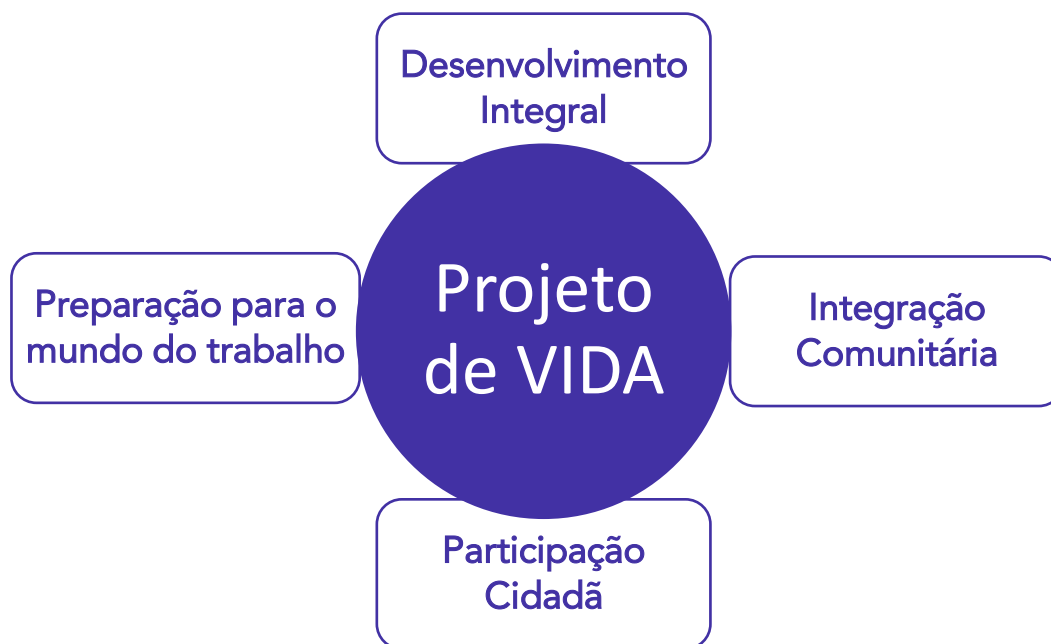 Desenvolvimento
Integral
Preparação para o
mundo do trabalho
Projeto
de VIDA
Integração
Comunitária
Participação
Cidadã